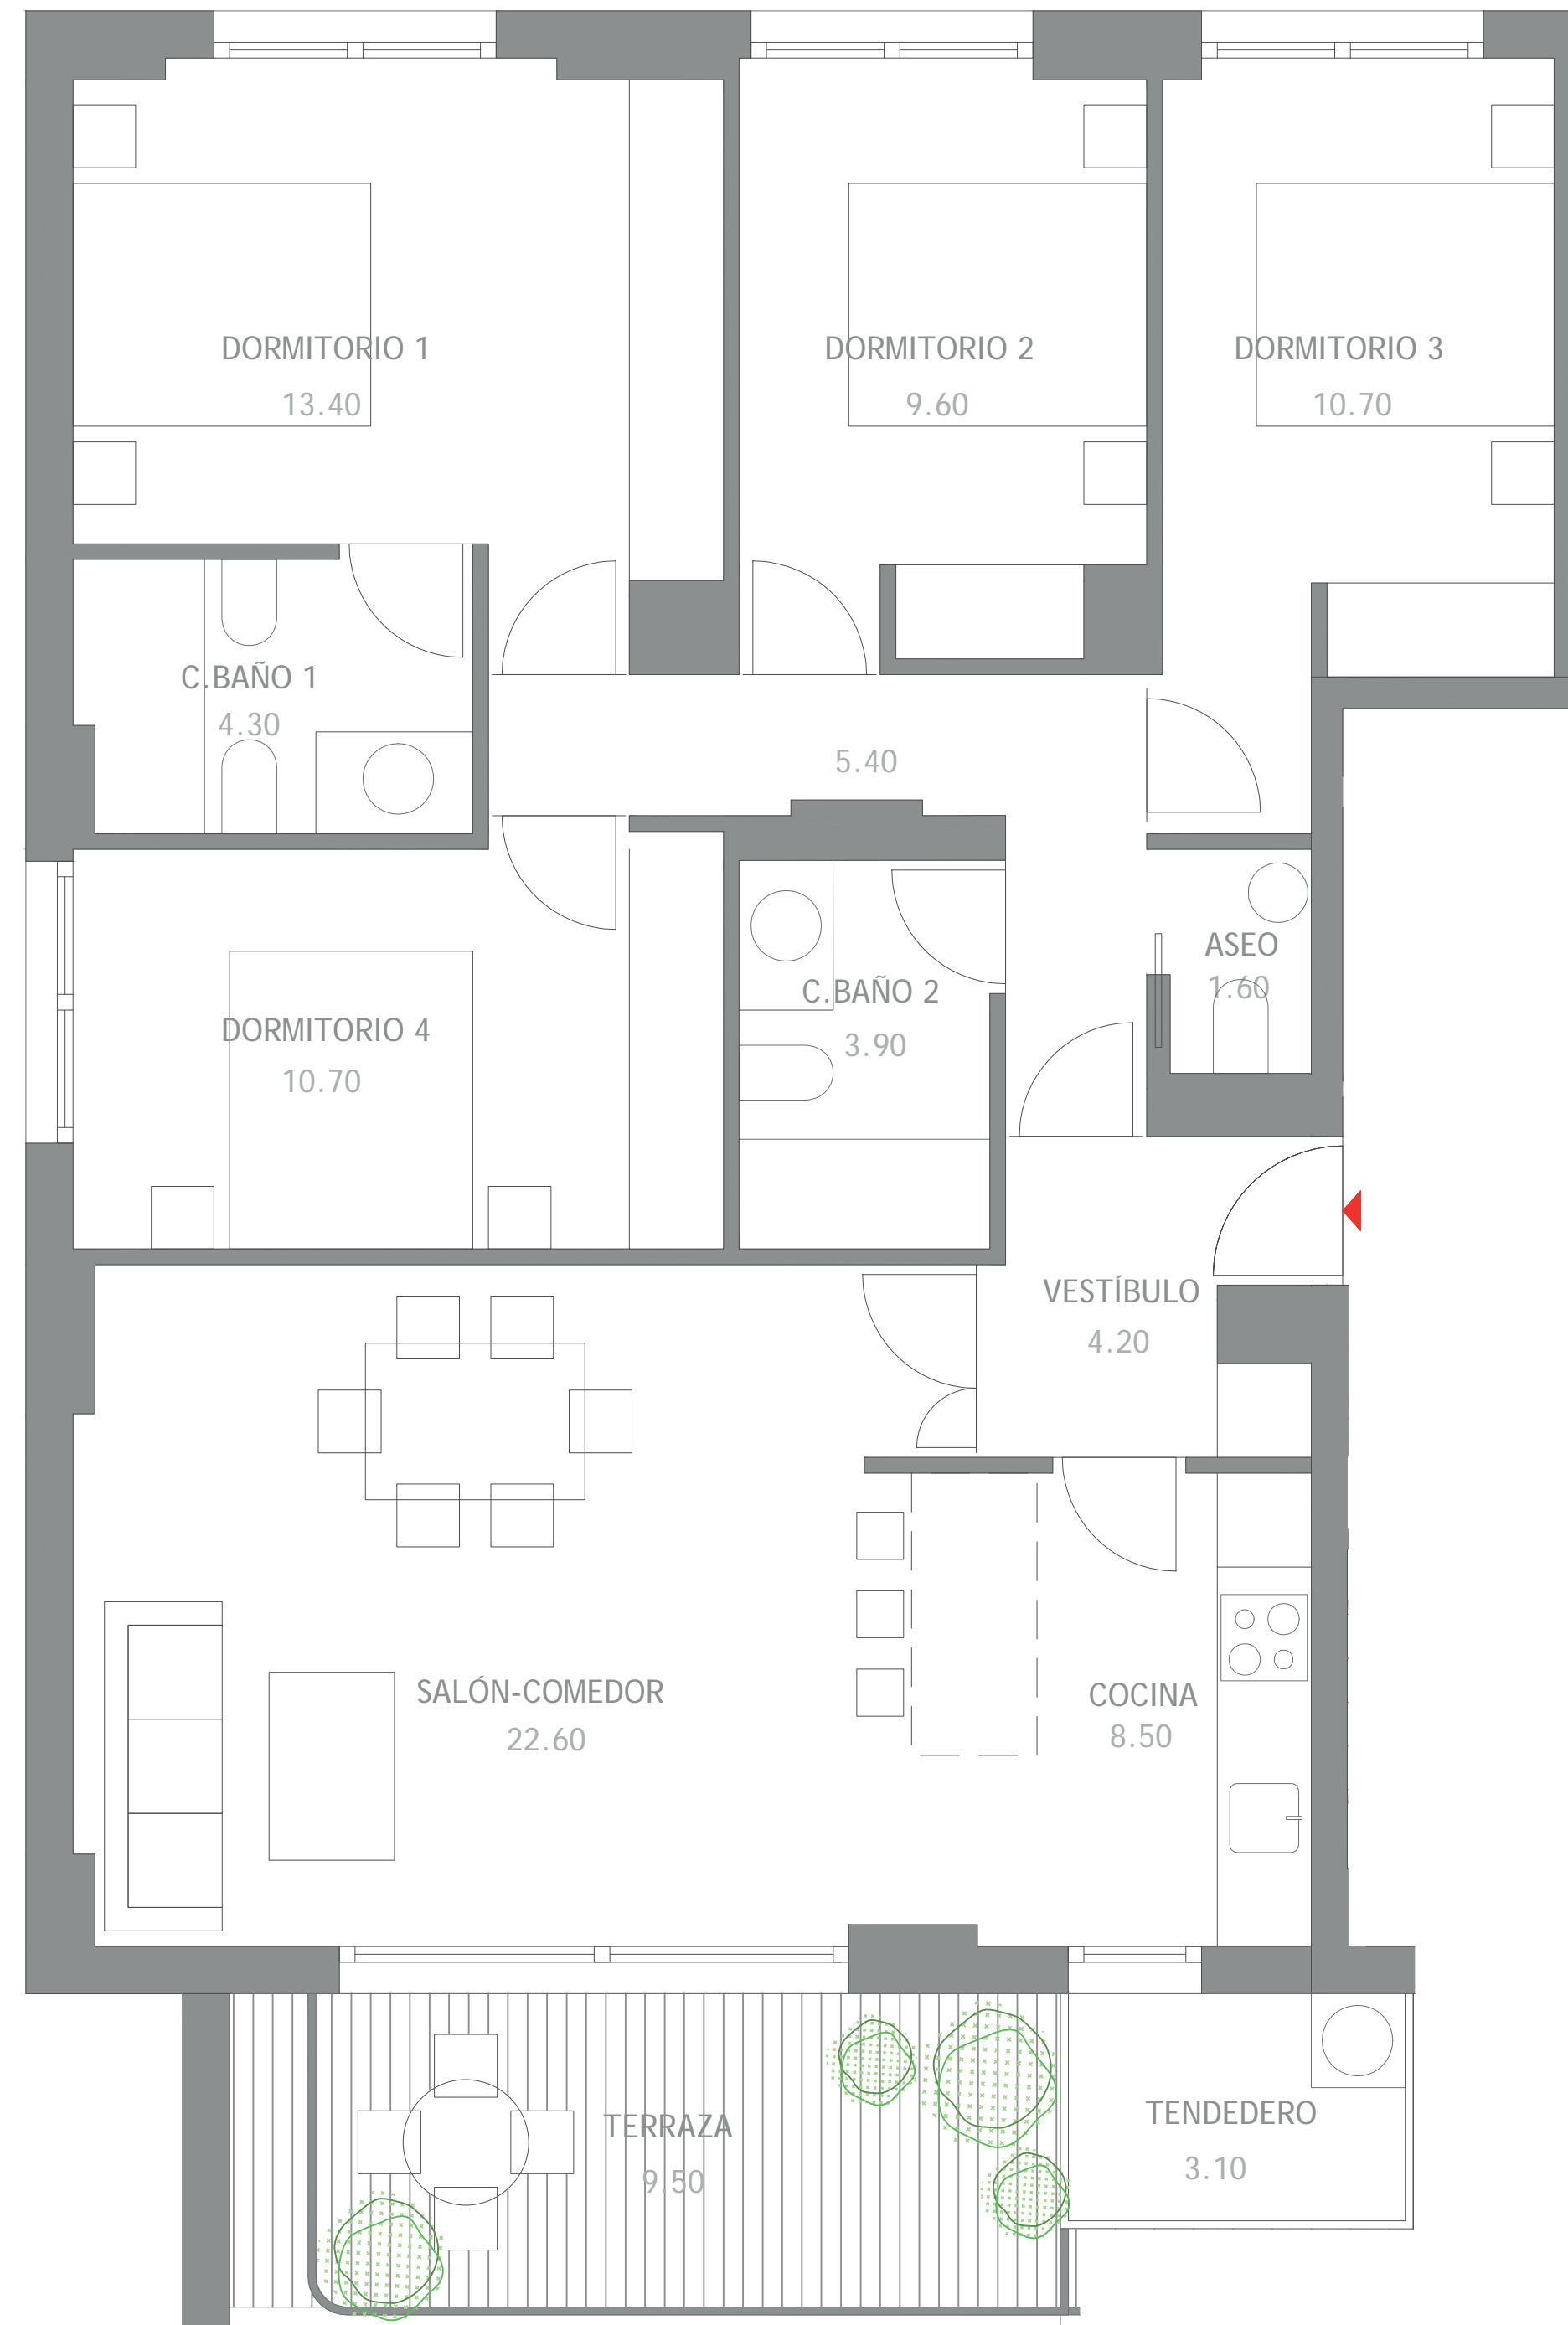 DORMITORIO 1
13.40
DORMITORIO 2
9.60
DORMITORIO 3
10.70
C.BAÑO 1
4.30
5.40
ASEO
1.60
C.BAÑO 2
3.90
DORMITORIO 4
10.70
VESTÍBULO
4.20
SALÓN-COMEDOR
22.60
COCINA
8.50
TERRAZA
9.50
TENDEDERO
3.10